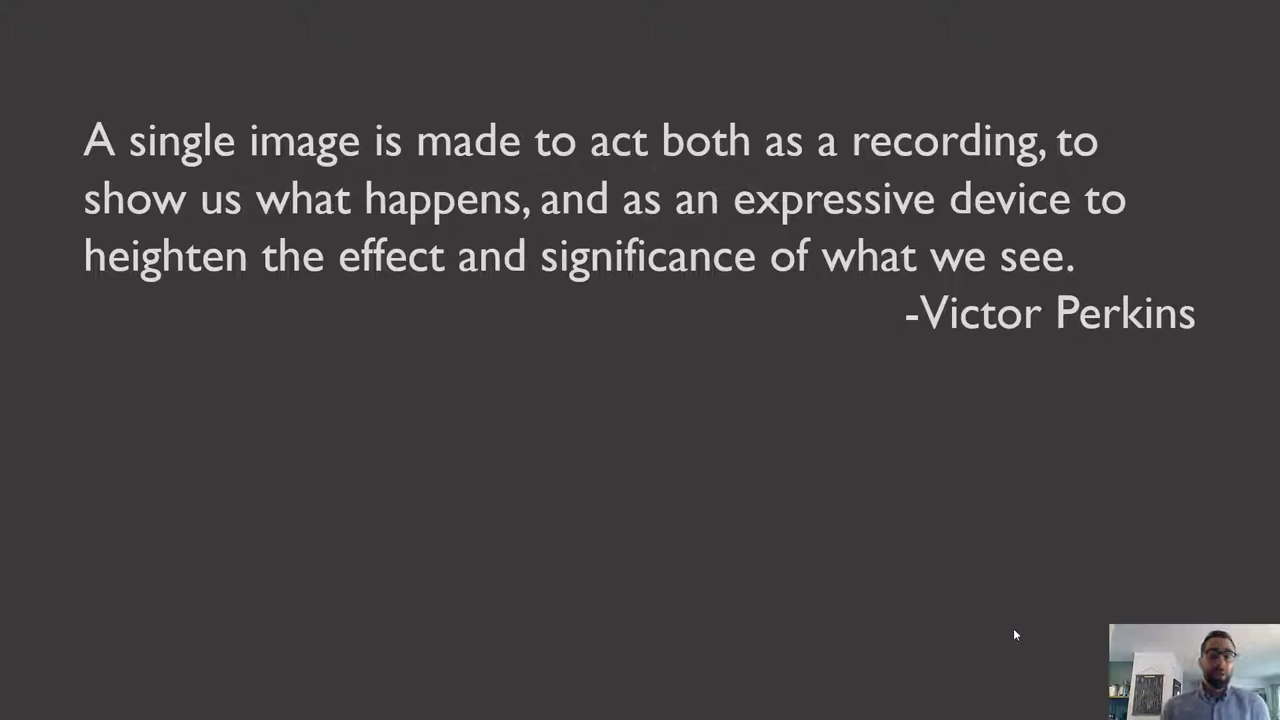 A single image is made to act both as a recording, to
show us what happens, and as an expressive device to
heighten the effect and significance of what we see.
-Victor Perkins